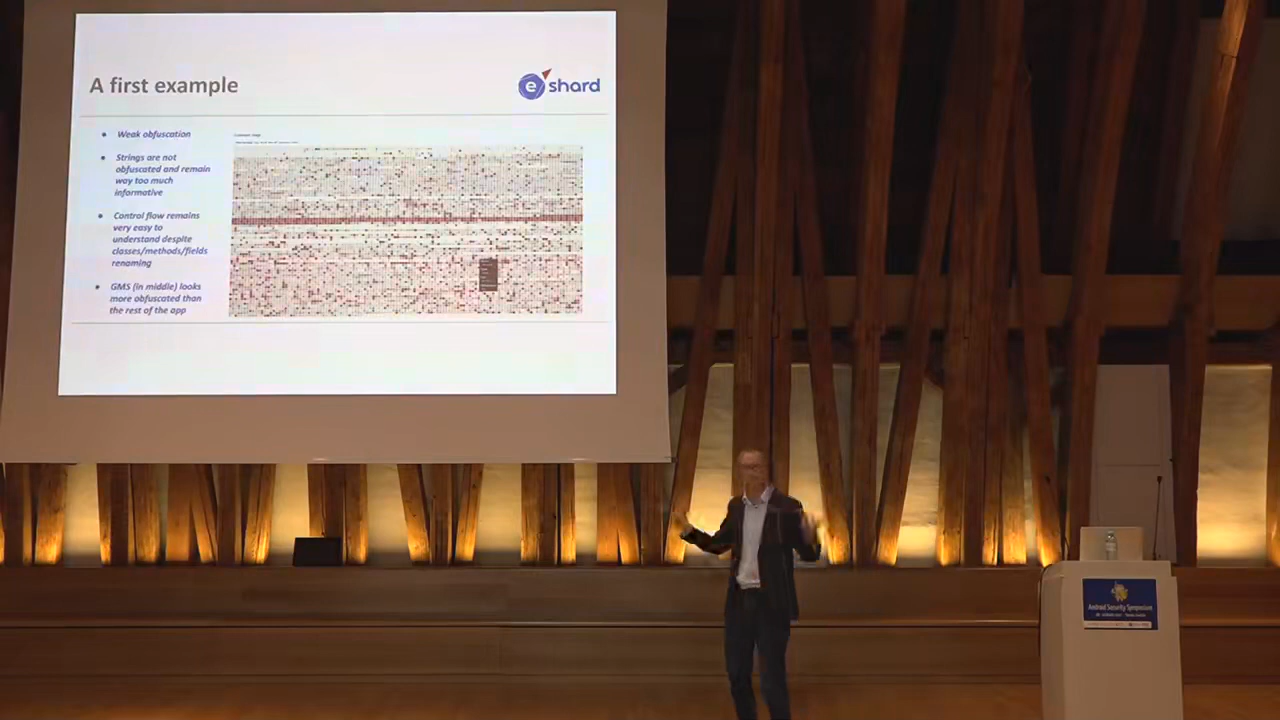 A first example
e shard
Weak obfuscation
Strings are not
obfuscated and remain
way too much
informative
Control flow remains
very easy to
understand despite
classes/methods/fields
renaming
GMS (in middle) looks
more obfuscated than
the rest of the app
Android Security Symposium